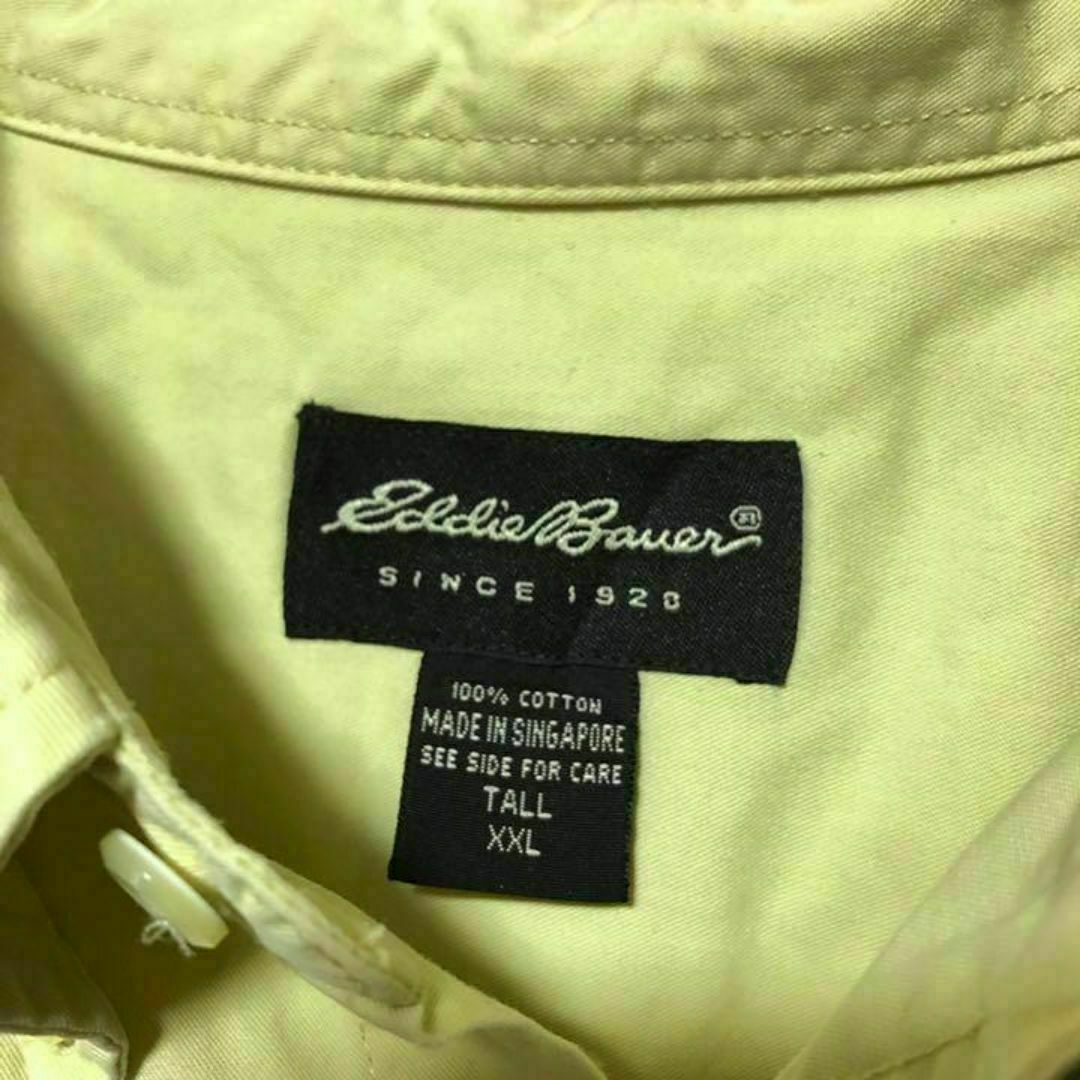 Eddie Bauer®
SINCE 1920
100% COTTON
MADE IN SINGAPORE
SEE SIDE FOR CARE
TALL
XXL